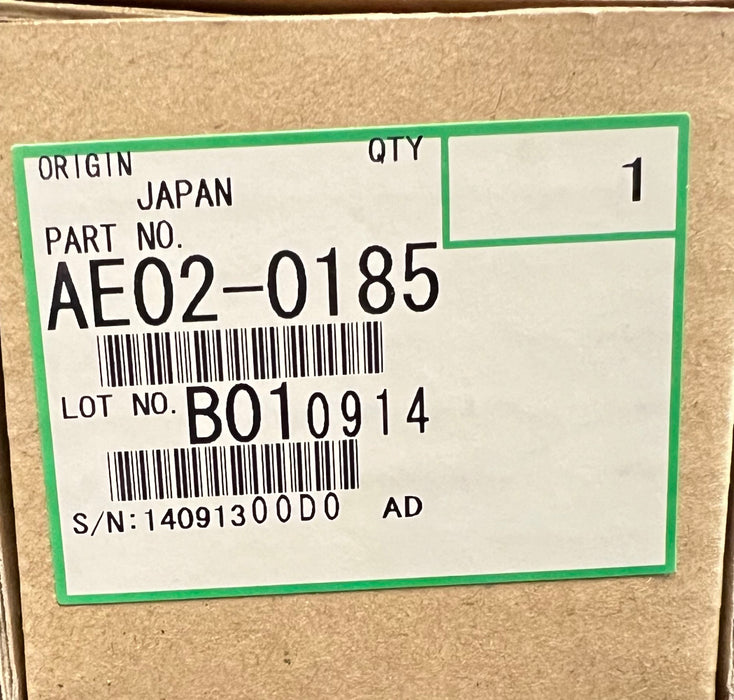 ORIGIN QTY
JAPAN 1
PART NO.
AE02-0185
LOT NO. B010914
S/N:14091300D0 AD